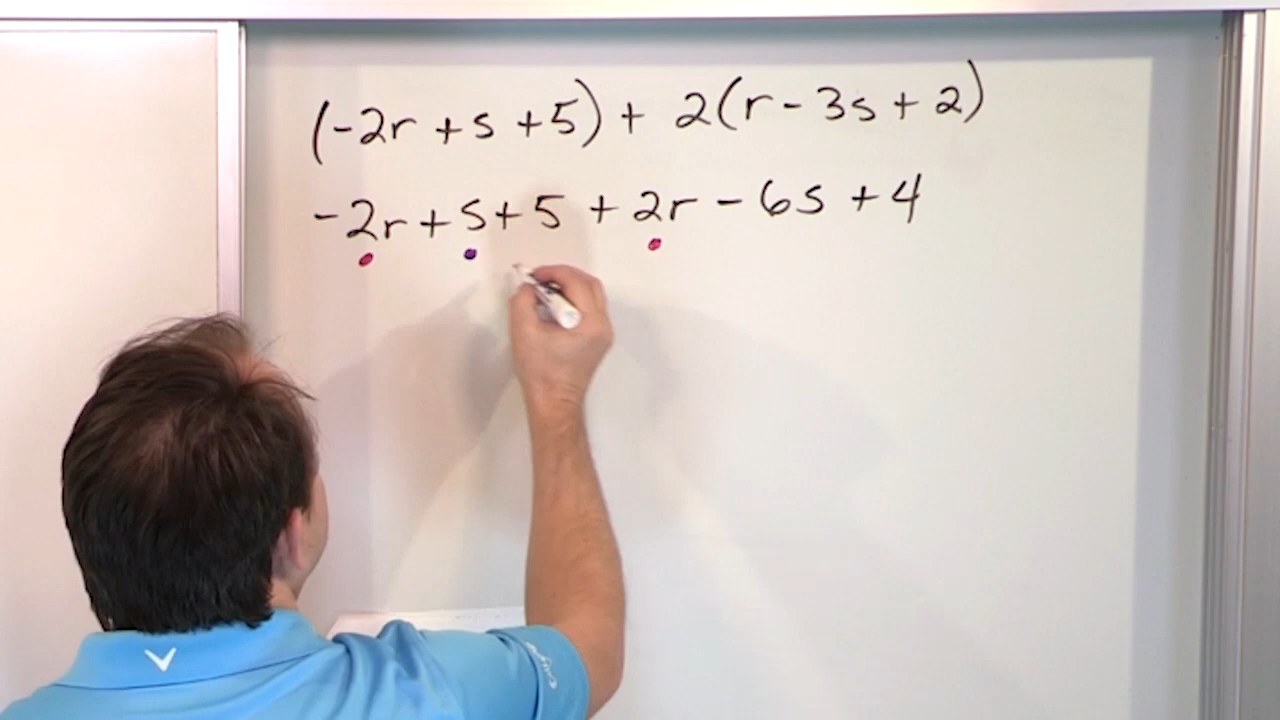 (-2r + s + 5) + 2(r - 3s + 2)
-2r + s + 5 + 2r - 6s + 4